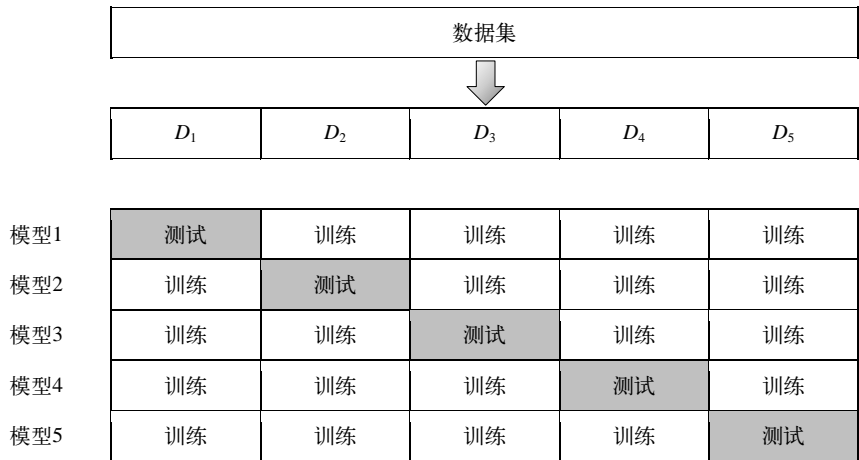 数据集
D₁ D₂ D₃ D₄ D₅
模型1 测试 训练 训练 训练 训练
模型2 训练 测试 训练 训练 训练
模型3 训练 训练 测试 训练 训练
模型4 训练 训练 训练 测试 训练
模型5 训练 训练 训练 训练 测试